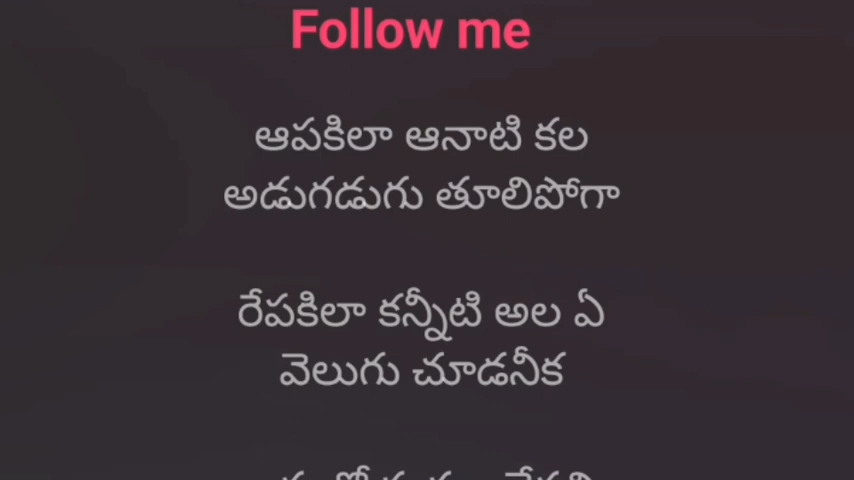 Follow me
ఆపకిలా ఆనాటి కల
అడుగడుగు తూలిపోగా
రేపకిలా కన్నీటి అల ఏ
వెలుగు చూడనీక